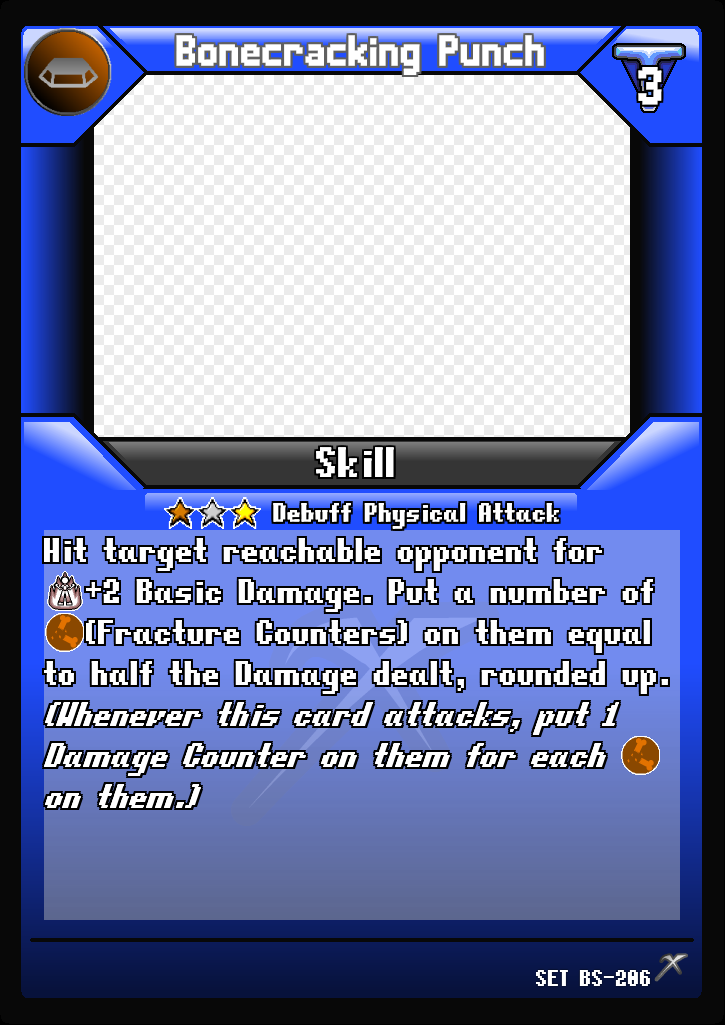 Bonecracking Punch
3
Skill
Debuff Physical Attack
Hit target reachable opponent for
+2 Basic Damage. Put a number of
(Fracture Counters) on them equal
to half the Damage dealt, rounded up.
(Whenever this card attacks, put 1
Damage Counter on them for each
on them.)
SET BS-206